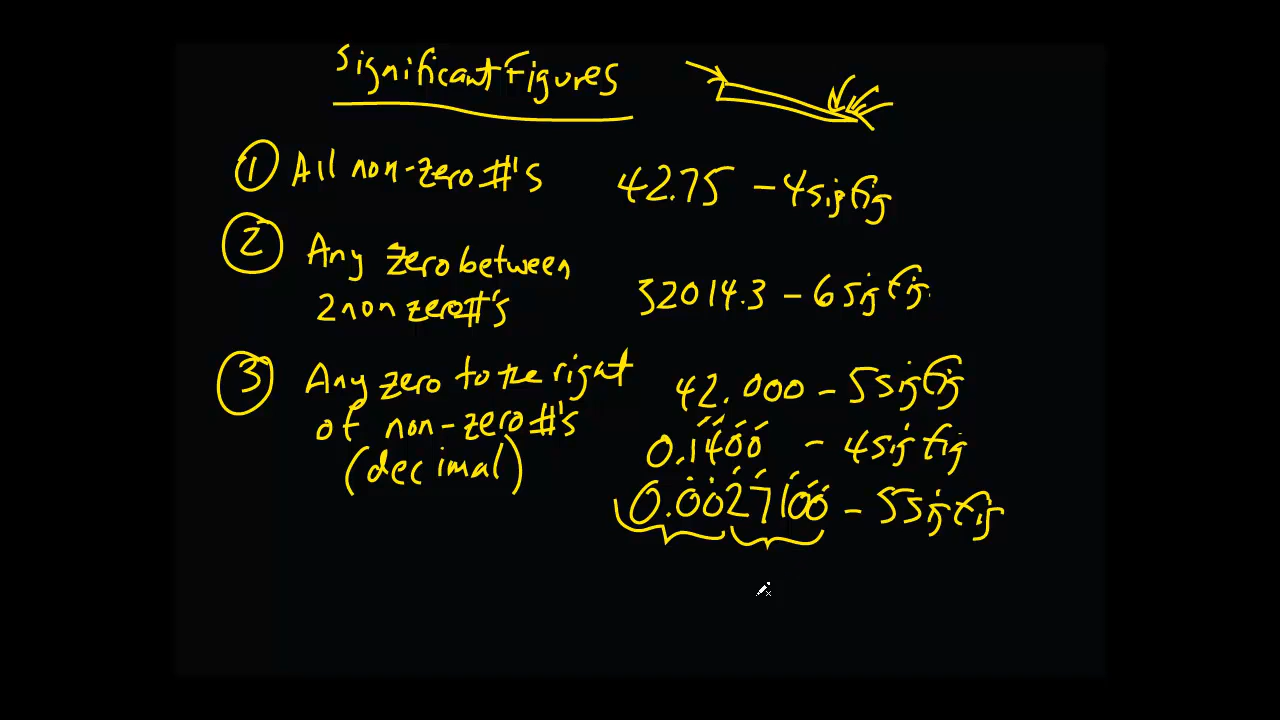 Significant Figures
① All non-zero #'s 42.75 - 4 sig fig
② Any zero between
2 non zero #'s 32014.3 - 6 sig fig.
③ Any zero to the right 42.000 - 5 sig fig
of non-zero #'s 0.1400 - 4 sig fig
(decimal) 0.0027100 - 5 sig fig